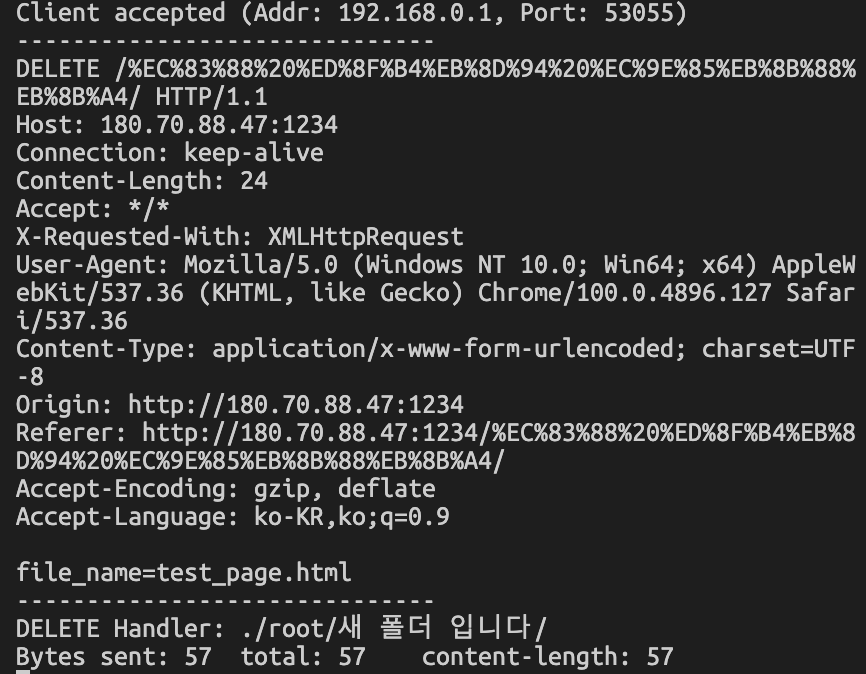 Client accepted (Addr: 192.168.0.1, Port: 53055)
------------------------------
DELETE /%EC%83%88%20%ED%8F%B4%EB%8D%94%20%EC%9E%85%EB%8B%88%
EB%8B%A4/ HTTP/1.1
Host: 180.70.88.47:1234
Connection: keep-alive
Content-Length: 24
Accept: */*
X-Requested-With: XMLHttpRequest
User-Agent: Mozilla/5.0 (Windows NT 10.0; Win64; x64) AppleW
ebKit/537.36 (KHTML, like Gecko) Chrome/100.0.4896.127 Safar
i/537.36
Content-Type: application/x-www-form-urlencoded; charset=UTF
-8
Origin: http://180.70.88.47:1234
Referer: http://180.70.88.47:1234/%EC%83%88%20%ED%8F%B4%EB%8
D%94%20%EC%9E%85%EB%8B%88%EB%8B%A4/
Accept-Encoding: gzip, deflate
Accept-Language: ko-KR,ko;q=0.9

file_name=test_page.html
------------------------------
DELETE Handler: ./root/새 폴더 입니다/
Bytes sent: 57  total: 57    content-length: 57